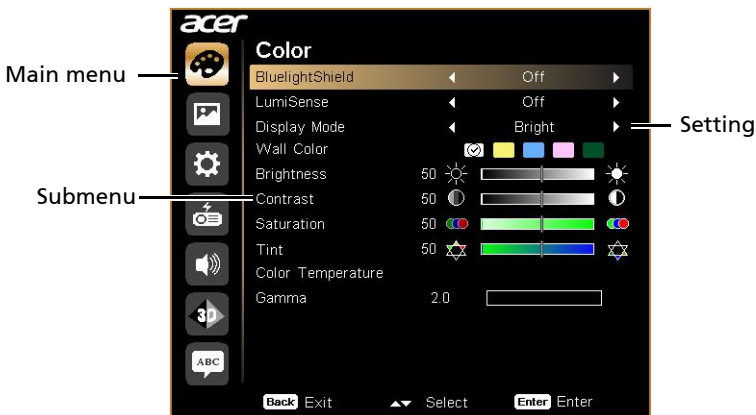 acer
Color
Main menu
BluelightShield Off
LumiSense Off
Display Mode Bright
Setting
Wall Color
Brightness 50
Submenu
Contrast 50
Saturation 50
Tint 50
Color Temperature
Gamma 2.0
3D
ABC
Back Exit Select Enter Enter